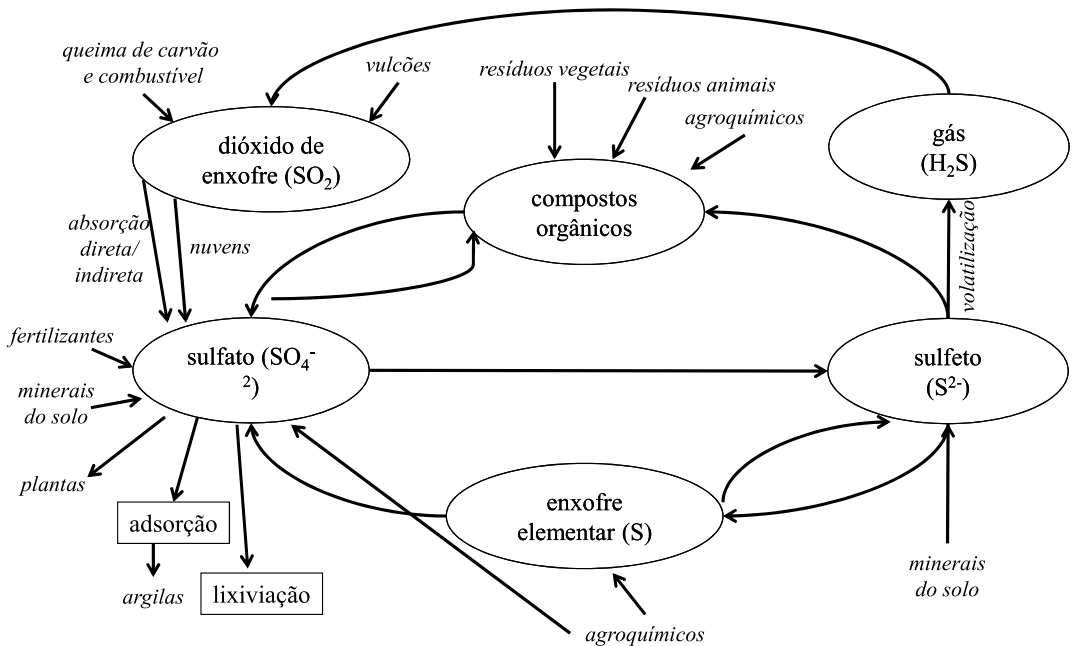 queima de carvão
e combustível
vulcões
resíduos vegetais
resíduos animais
agroquímicos
dióxido de
enxofre (SO₂)
gás
(H₂S)
compostos
orgânicos
absorção
direta/
indireta
nuvens
volatilização
fertilizantes
sulfato (SO₄⁻
²)
sulfeto
(S²⁻)
minerais
do solo
plantas
adsorção
argilas
lixiviação
enxofre
elementar (S)
agroquímicos
minerais
do solo